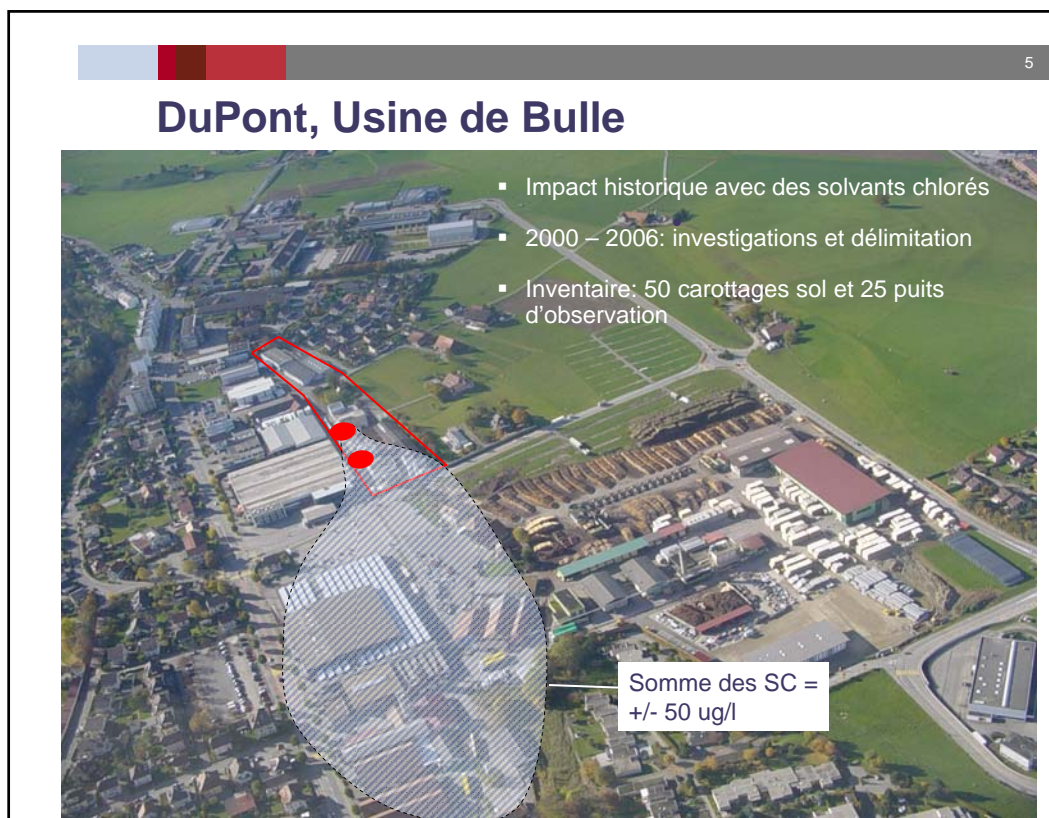 5
DuPont, Usine de Bulle
▪ Impact historique avec des solvants chlorés
▪ 2000 – 2006: investigations et délimitation
▪ Inventaire: 50 carottages sol et 25 puits
d'observation
Somme des SC =
+/- 50 ug/l